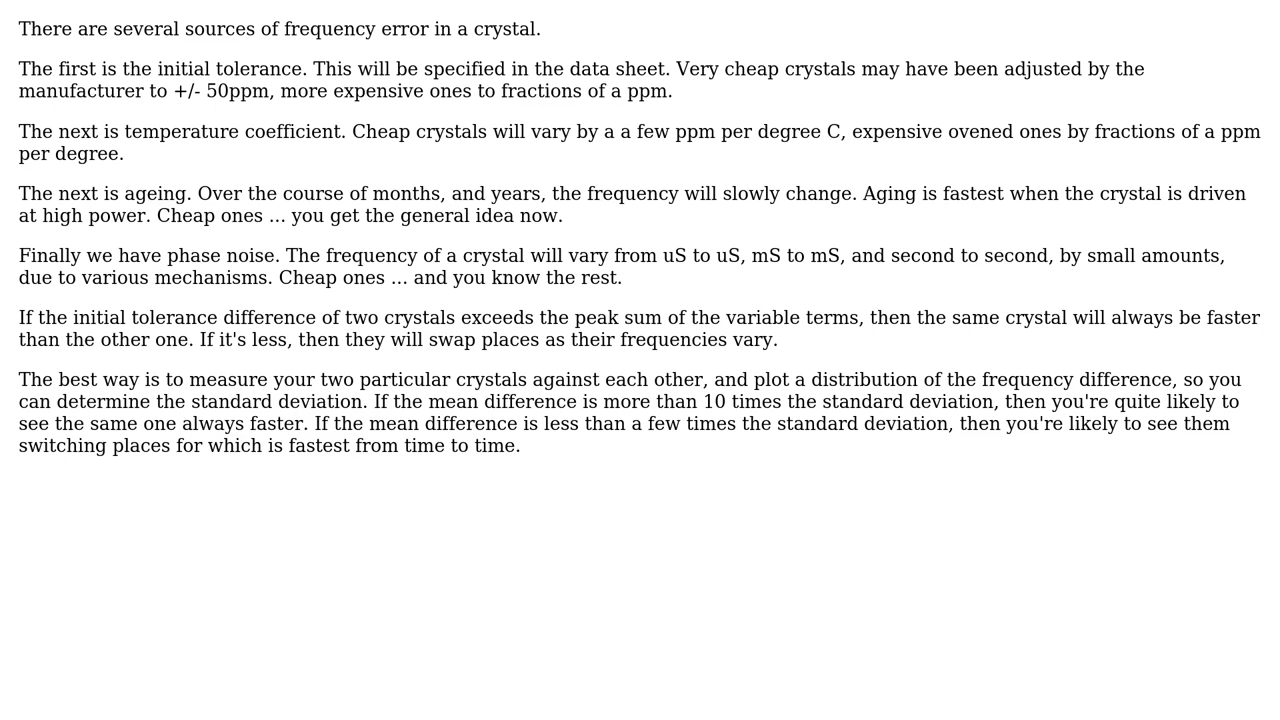 There are several sources of frequency error in a crystal.
The first is the initial tolerance. This will be specified in the data sheet. Very cheap crystals may have been adjusted by the
manufacturer to +/- 50ppm, more expensive ones to fractions of a ppm.
The next is temperature coefficient. Cheap crystals will vary by a a few ppm per degree C, expensive ovened ones by fractions of a ppm
per degree.
The next is ageing. Over the course of months, and years, the frequency will slowly change. Aging is fastest when the crystal is driven
at high power. Cheap ones ... you get the general idea now.
Finally we have phase noise. The frequency of a crystal will vary from uS to uS, mS to mS, and second to second, by small amounts,
due to various mechanisms. Cheap ones ... and you know the rest.
If the initial tolerance difference of two crystals exceeds the peak sum of the variable terms, then the same crystal will always be faster
than the other one. If it's less, then they will swap places as their frequencies vary.
The best way is to measure your two particular crystals against each other, and plot a distribution of the frequency difference, so you
can determine the standard deviation. If the mean difference is more than 10 times the standard deviation, then you're quite likely to
see the same one always faster. If the mean difference is less than a few times the standard deviation, then you're likely to see them
switching places for which is fastest from time to time.